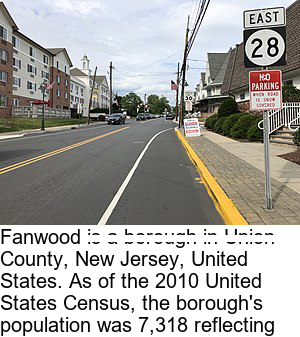 EAST
28
NO
PARKING
WHEN ROAD
IS SNOW
COVERED
Fanwood is a borough in Union
County, New Jersey, United
States. As of the 2010 United
States Census, the borough's
population was 7,318 reflecting